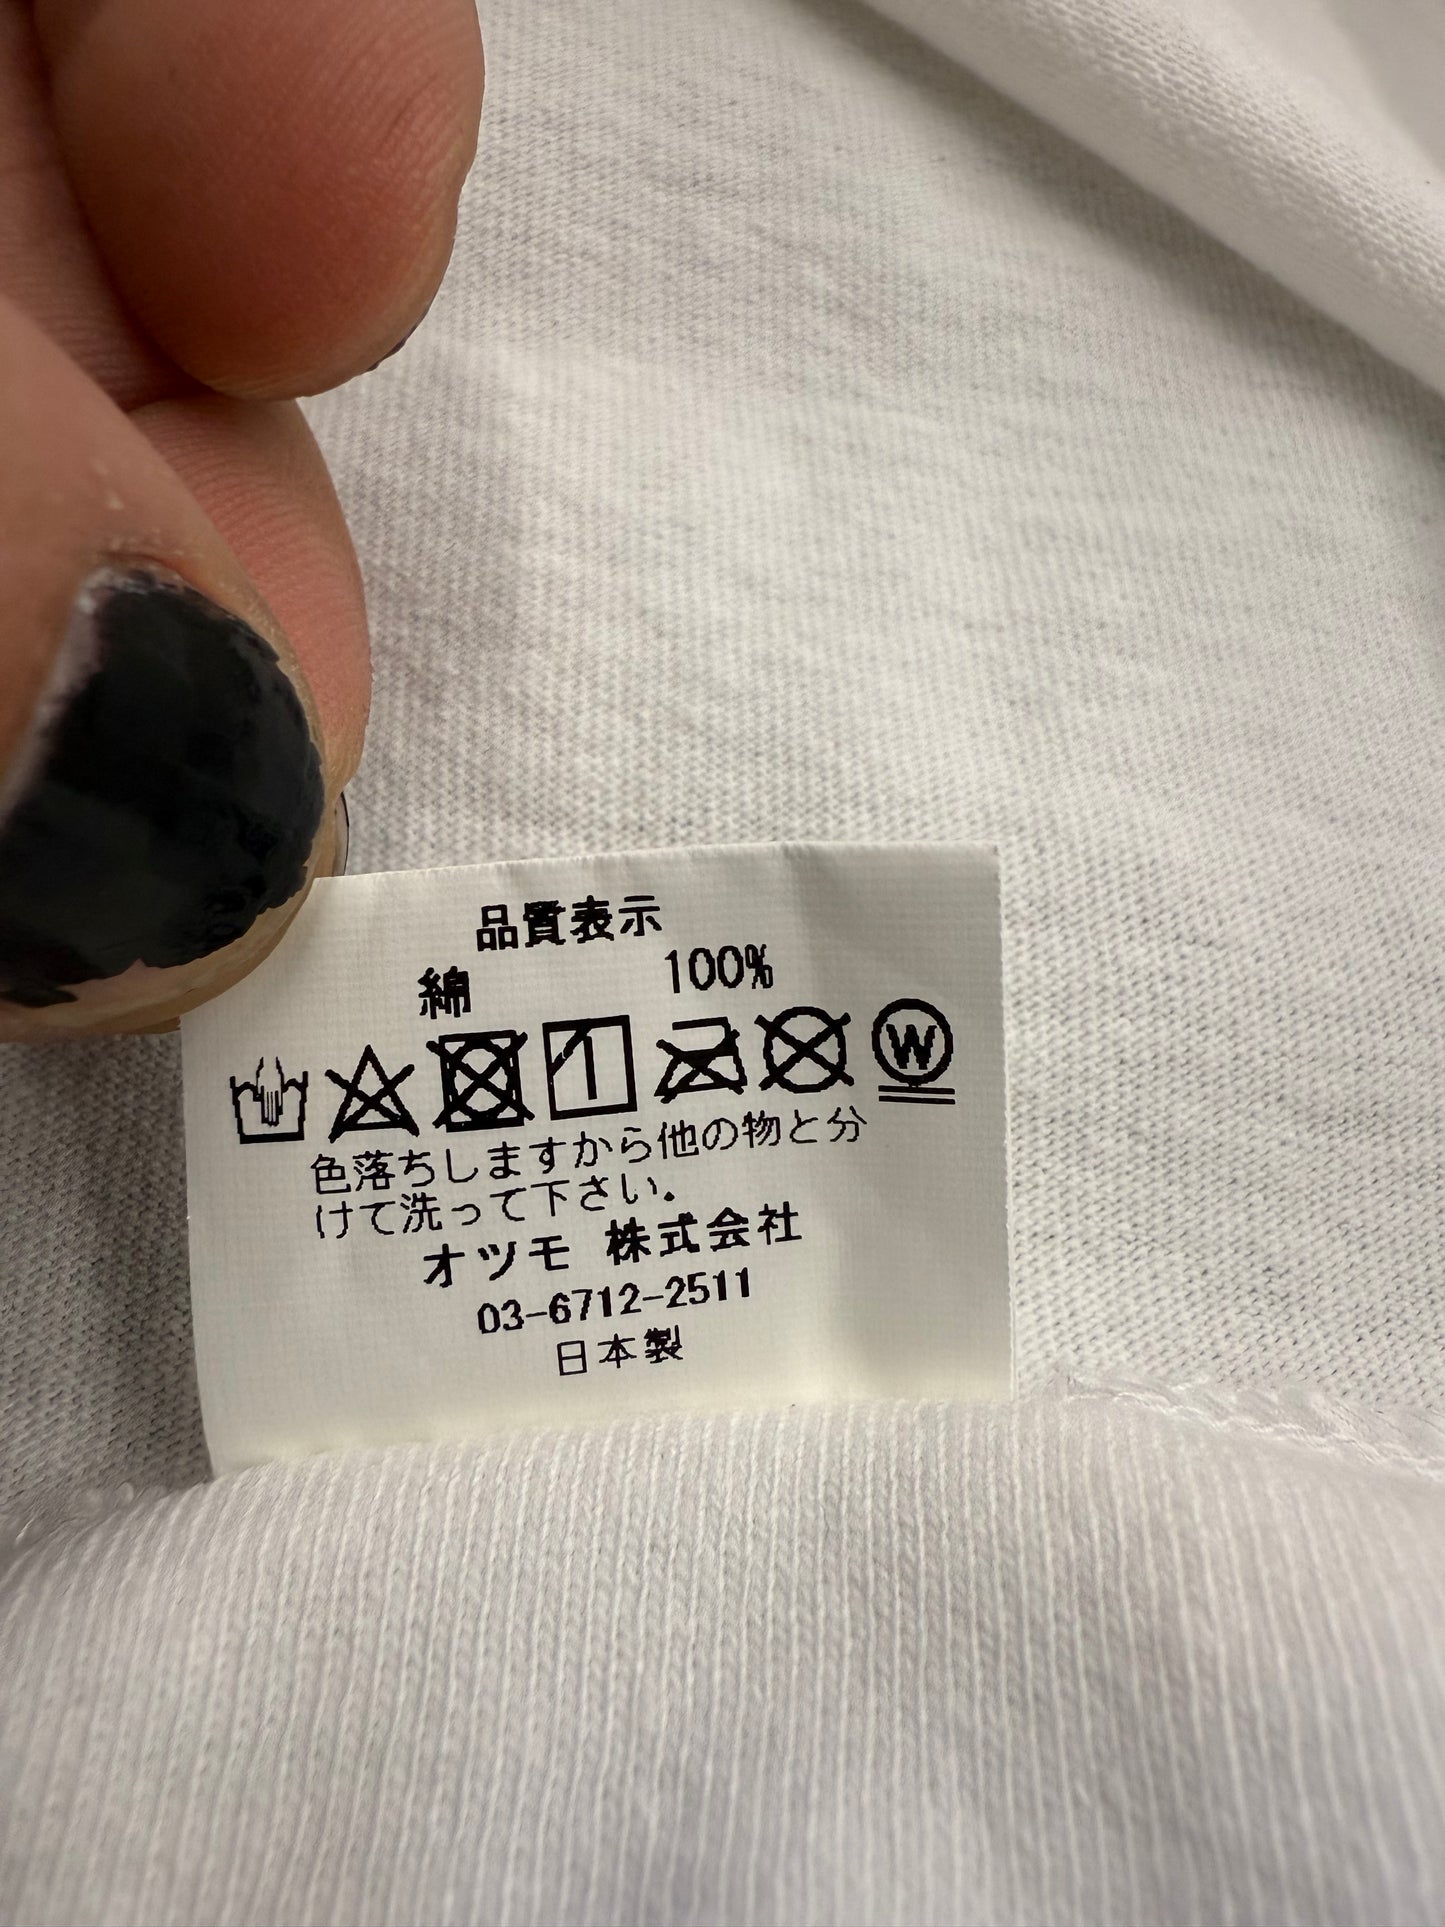 品質表示
綿 100%
W
色落ちしますから他の物と分
けて洗って下さい.
オツモ 株式会社
03-6712-2511
日本製